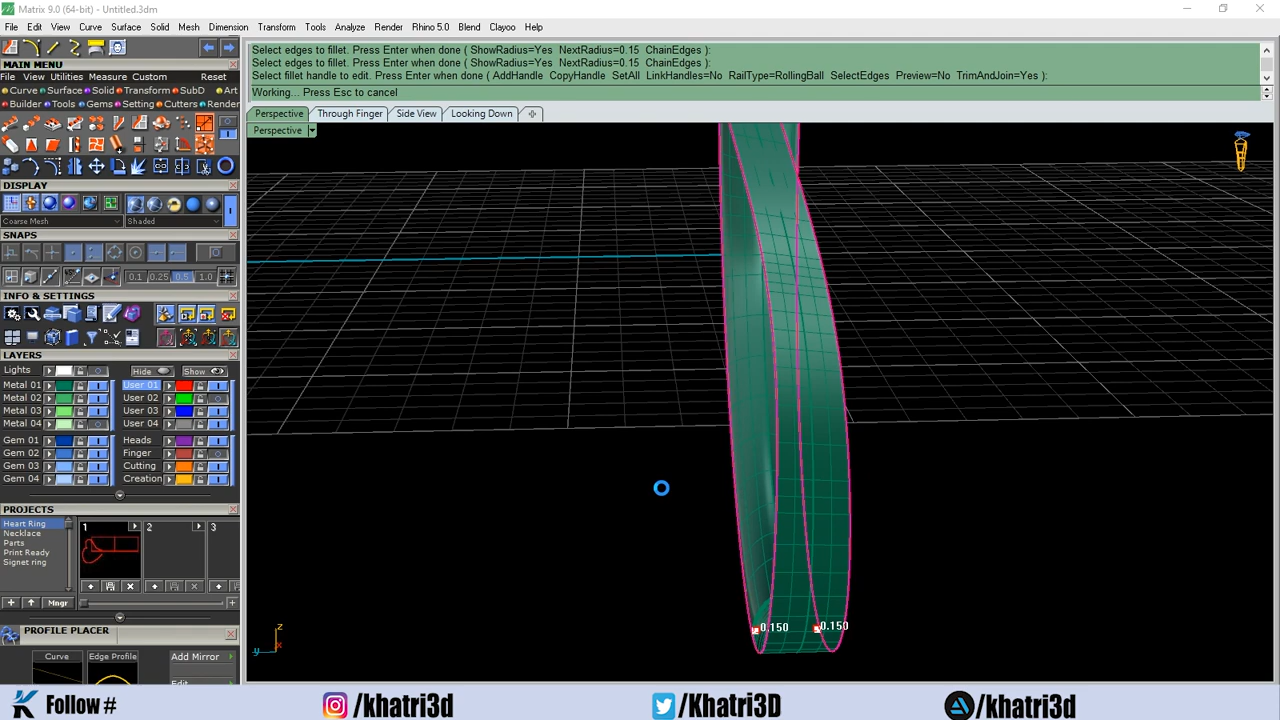 Matrix 9.0 (64-bit) - Untitled.3dm
File Edit View Curve Surface Solid Mesh Dimension Transform Tools Analyze Render Rhino 5.0 Blend Clayoo Help
Select edges to fillet. Press Enter when done ( ShowRadius=Yes NextRadius=0.15 ChainEdges ):
Select edges to fillet. Press Enter when done ( ShowRadius=Yes NextRadius=0.15 ChainEdges ):
Select fillet handle to edit. Press Enter when done ( AddHandle CopyHandle SetAll LinkHandles=No RailType=RollingBall SelectEdges Preview=No TrimAndJoin=Yes ):
Working... Press Esc to cancel
MAIN MENU
File View Utilities Measure Custom Reset
Curve Surface Solid Transform SubD Art
Builder Tools Gems Setting Cutters Render
Perspective Through Finger Side View Looking Down
Perspective
DISPLAY
Coarse Mesh Shaded
SNAPS
0.1 0.25 0.5 1.0
INFO & SETTINGS
LAYERS
Lights Hide Show
Metal 01 User 01
Metal 02 User 02
Metal 03 User 03
Metal 04 User 04
Gem 01 Heads
Gem 02 Finger
Gem 03 Cutting
Gem 04 Creation
PROJECTS
Heart Ring
Necklace
Parts
Print Ready
Signet ring
1 2 3
Mngr
PROFILE PLACER
Curve Edge Profile Add Mirror
Edit
0.150 0.150
z
y x
Follow # /khatri3d /Khatri3D /khatri3d